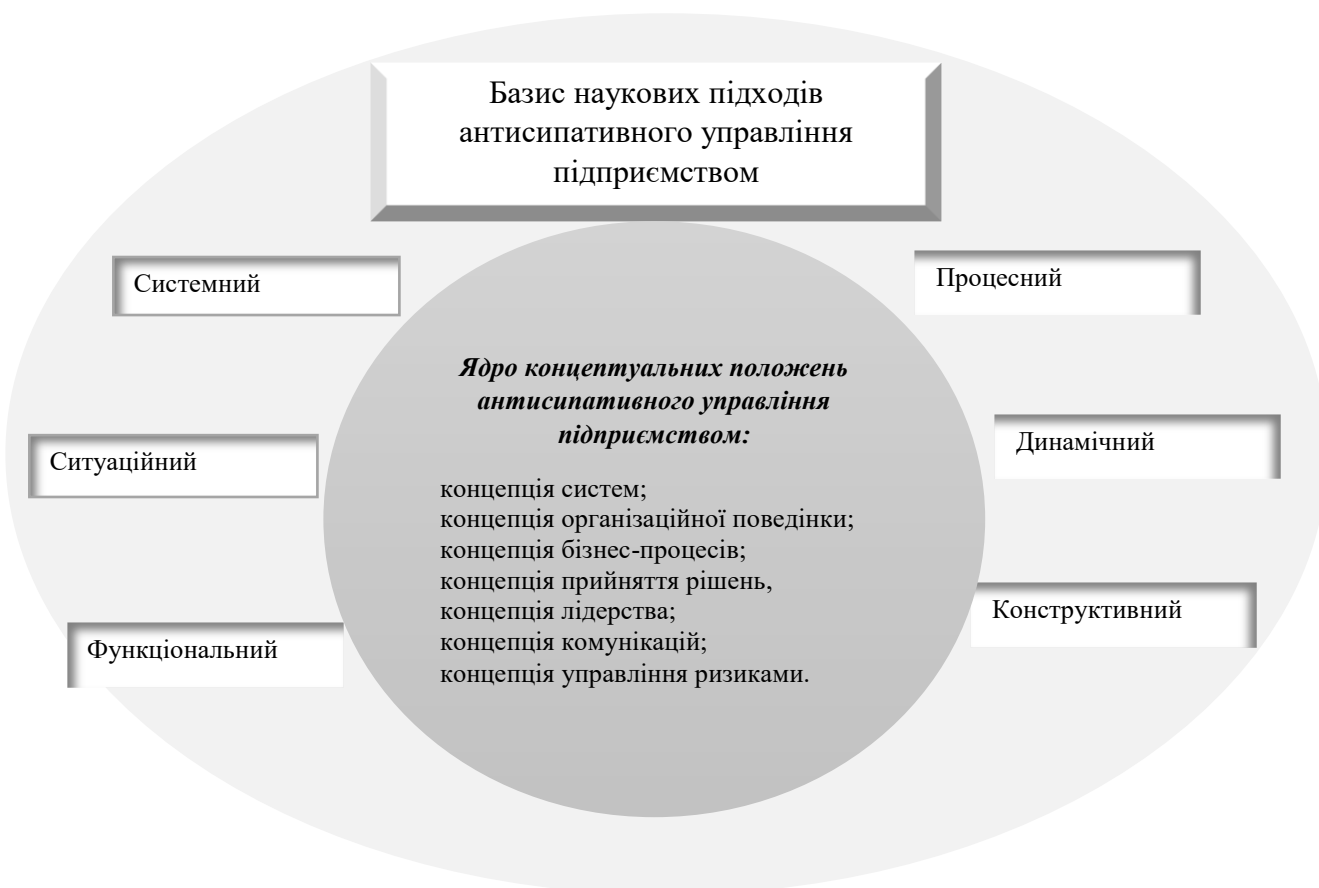 Базис наукових підходів
антисипативного управління
підприємством
Системний
Процесний
Ядро концептуальних положень
антисипативного управління
підприємством:
Ситуаційний
Динамічний
концепція систем;
концепція організаційної поведінки;
концепція бізнес-процесів;
концепція прийняття рішень,
концепція лідерства;
концепція комунікацій;
концепція управління ризиками.
Функціональний
Конструктивний